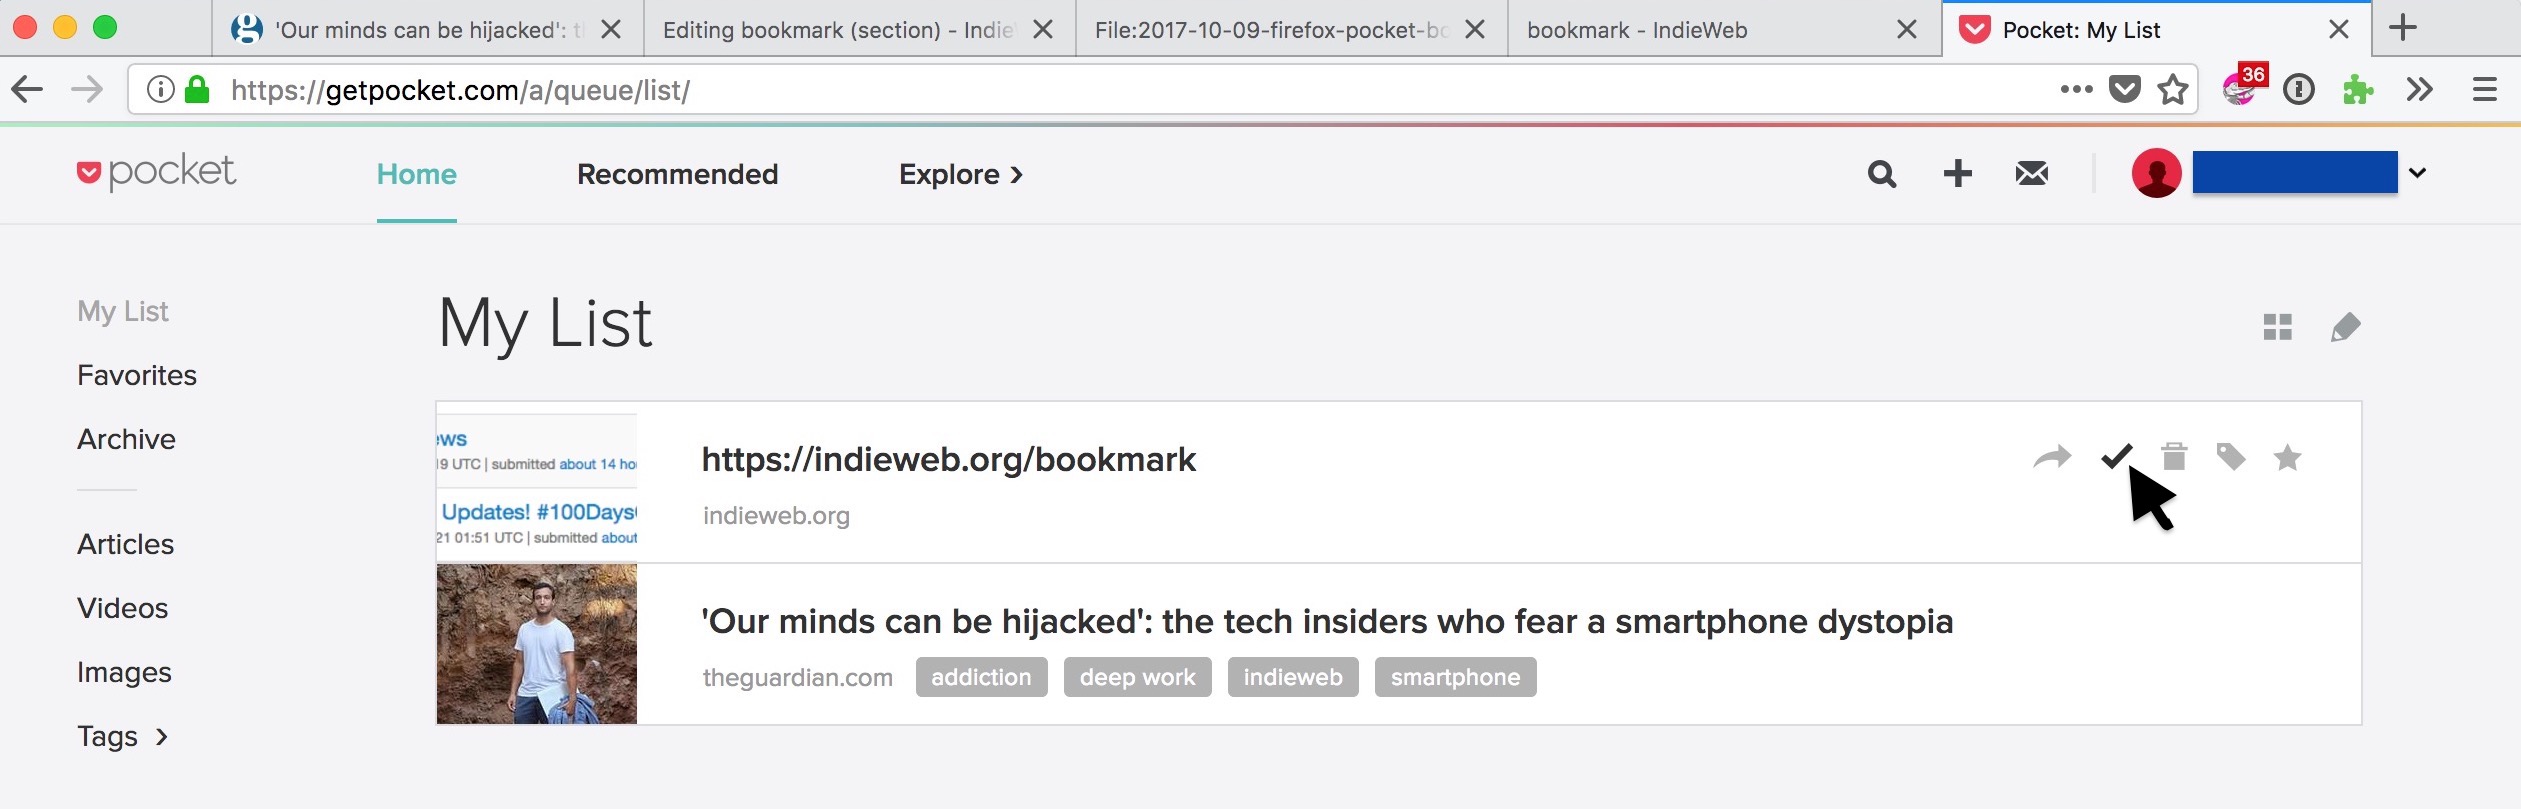 'Our minds can be hijacked': t
Editing bookmark (section) - Indie
File:2017-10-09-firefox-pocket-bo
bookmark - IndieWeb
Pocket: My List
https://getpocket.com/a/queue/list/
36
pocket
Home
Recommended
Explore
My List
Favorites
Archive
Articles
Videos
Images
Tags
My List
ws
19 UTC | submitted about 14 ho
https://indieweb.org/bookmark
indieweb.org
Updates! #100Days
21 01:51 UTC | submitted about
'Our minds can be hijacked': the tech insiders who fear a smartphone dystopia
theguardian.com addiction deep work indieweb smartphone